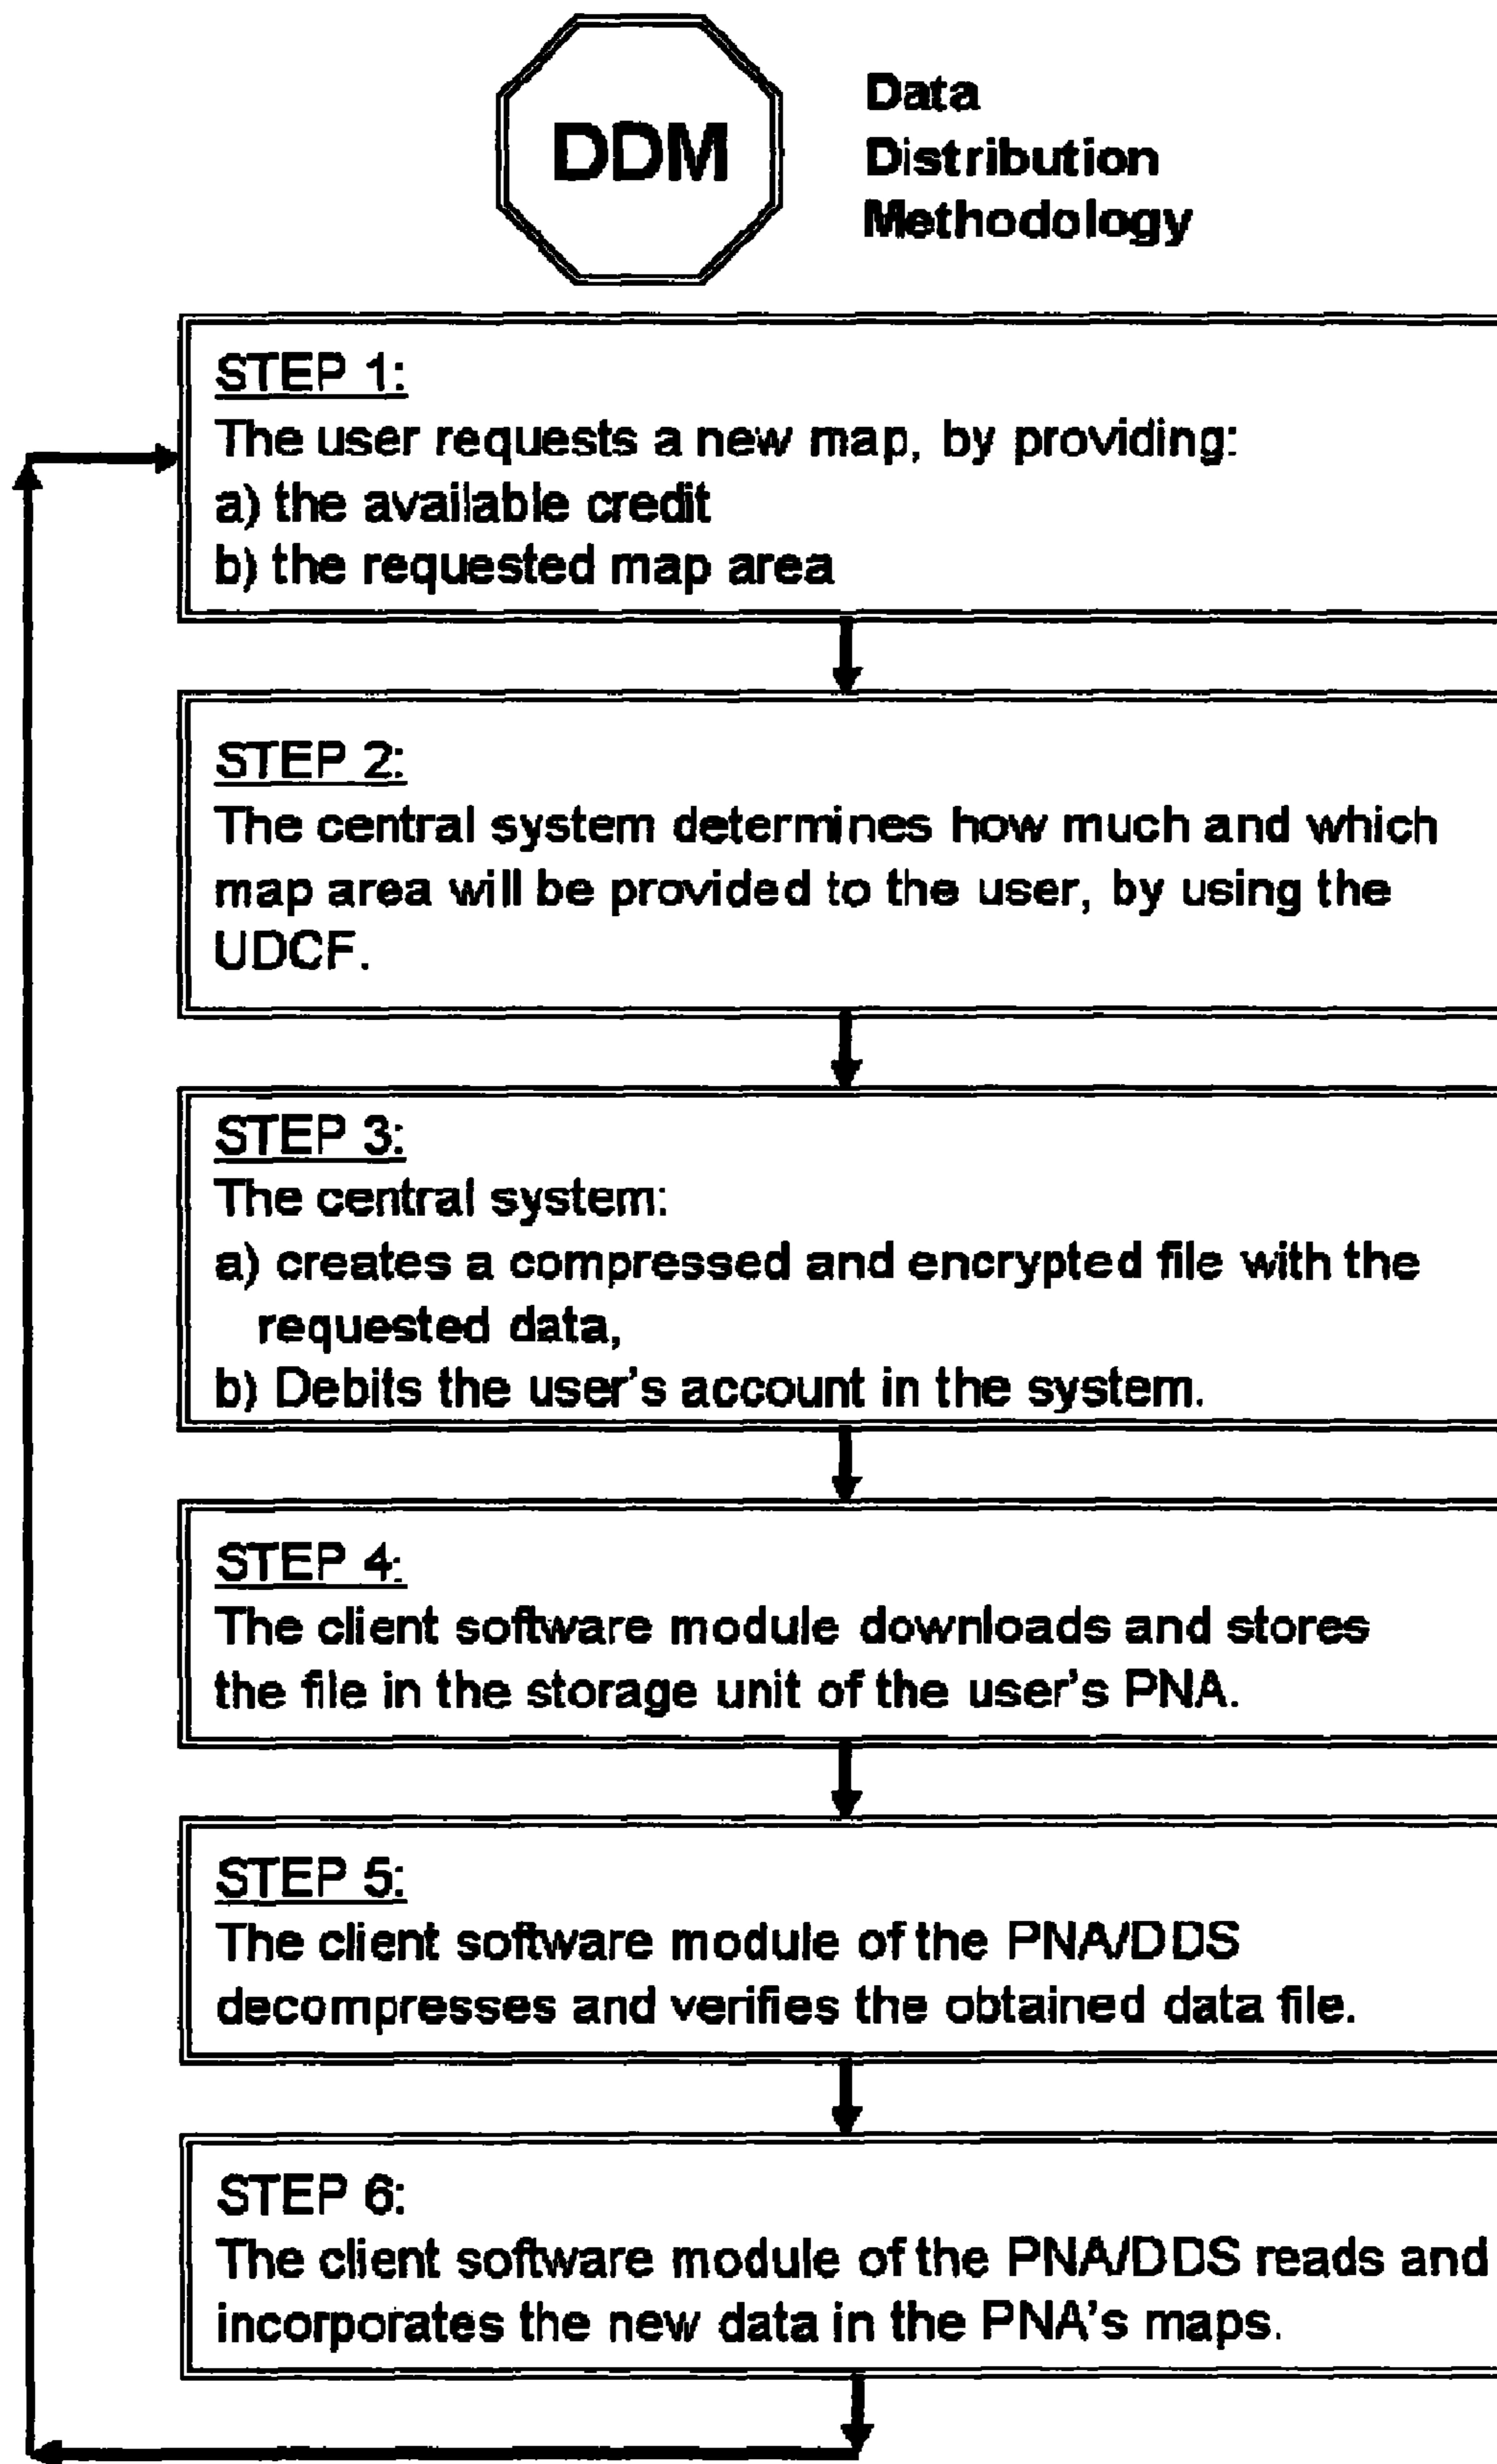 DDM
Data
Distribution
Methodology
STEP 1:
The user requests a new map, by providing:
a) the available credit
b) the requested map area
STEP 2:
The central system determines how much and which
map area will be provided to the user, by using the
UDCF.
STEP 3:
The central system:
a) creates a compressed and encrypted file with the
requested data,
b) Debits the user's account in the system.
STEP 4:
The client software module downloads and stores
the file in the storage unit of the user's PNA.
STEP 5:
The client software module of the PNA/DDS
decompresses and verifies the obtained data file.
STEP 6:
The client software module of the PNA/DDS reads and
incorporates the new data in the PNA's maps.